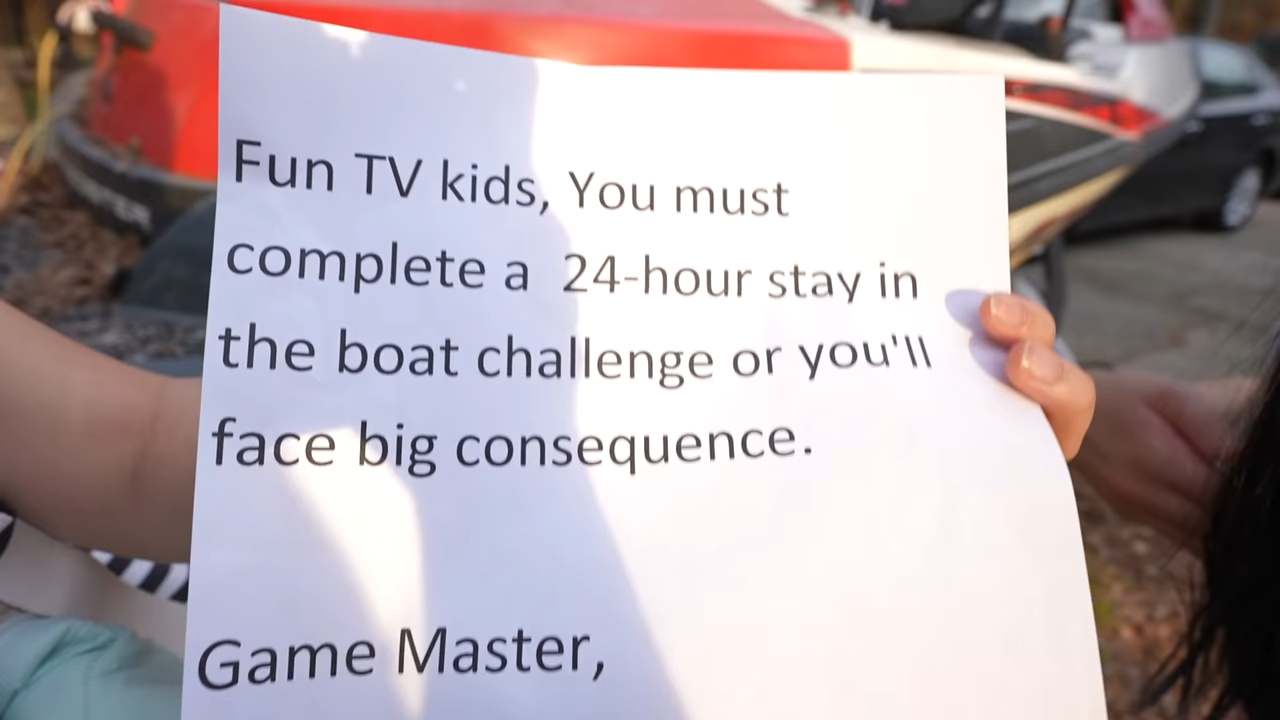 Fun TV kids, You must
complete a 24-hour stay in
the boat challenge or you'll
face big consequence.
Game Master,